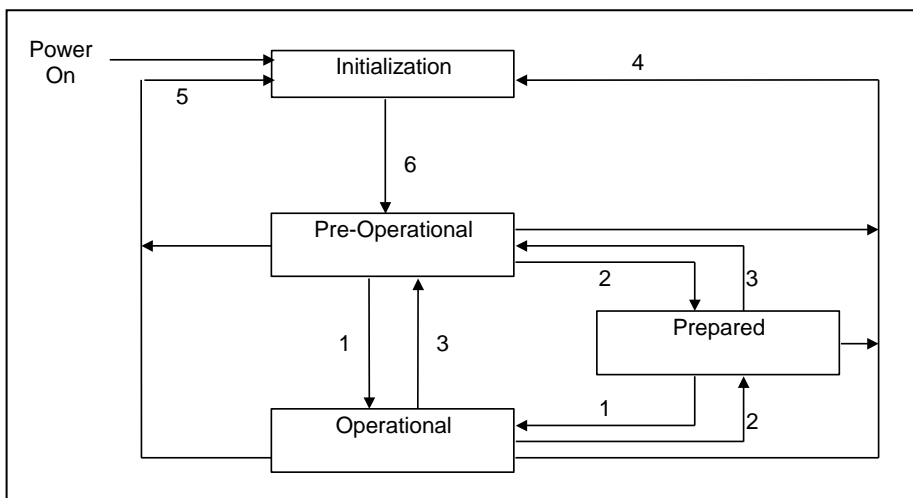 Power
On
Initialization
4
5
6
Pre-Operational
2
3
Prepared
1
3
1
2
Operational